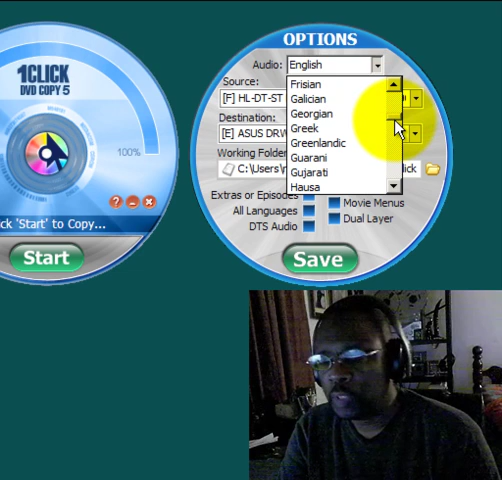 1CLICK
DVD COPY 5
100%
ck 'Start' to Copy...
Start
OPTIONS
Audio: English
Source:
[F] HL-DT-ST
Destination:
[E] ASUS DRW
Working Folder
C:\Users\
lick
Frisian
Galician
Georgian
Greek
Greenlandic
Guarani
Gujarati
Hausa
Extras or Episodes
All Languages
DTS Audio
Movie Menus
Dual Layer
Save